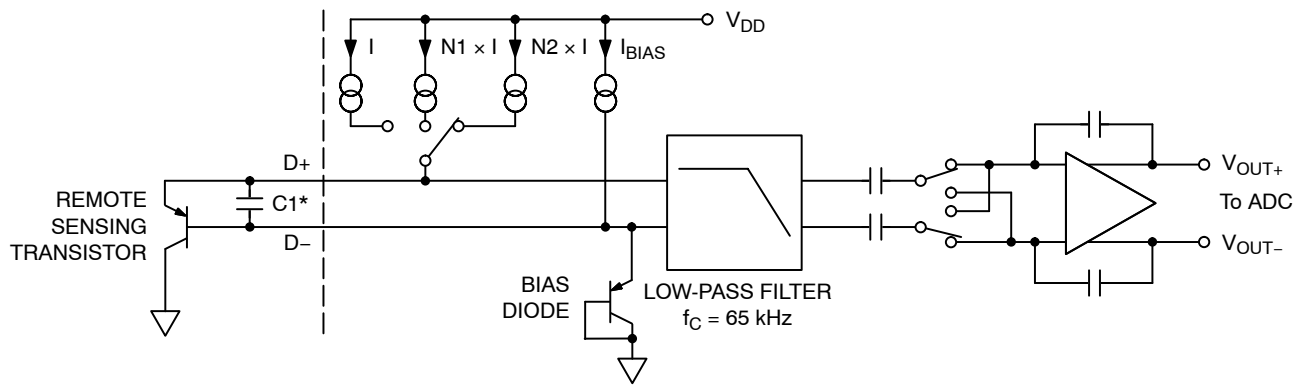 V_DD
I
N1 × I
N2 × I
I_BIAS
D+
REMOTE
SENSING
TRANSISTOR
C1*
D−
BIAS
DIODE
LOW-PASS FILTER
f_C = 65 kHz
V_OUT+
To ADC
V_OUT−